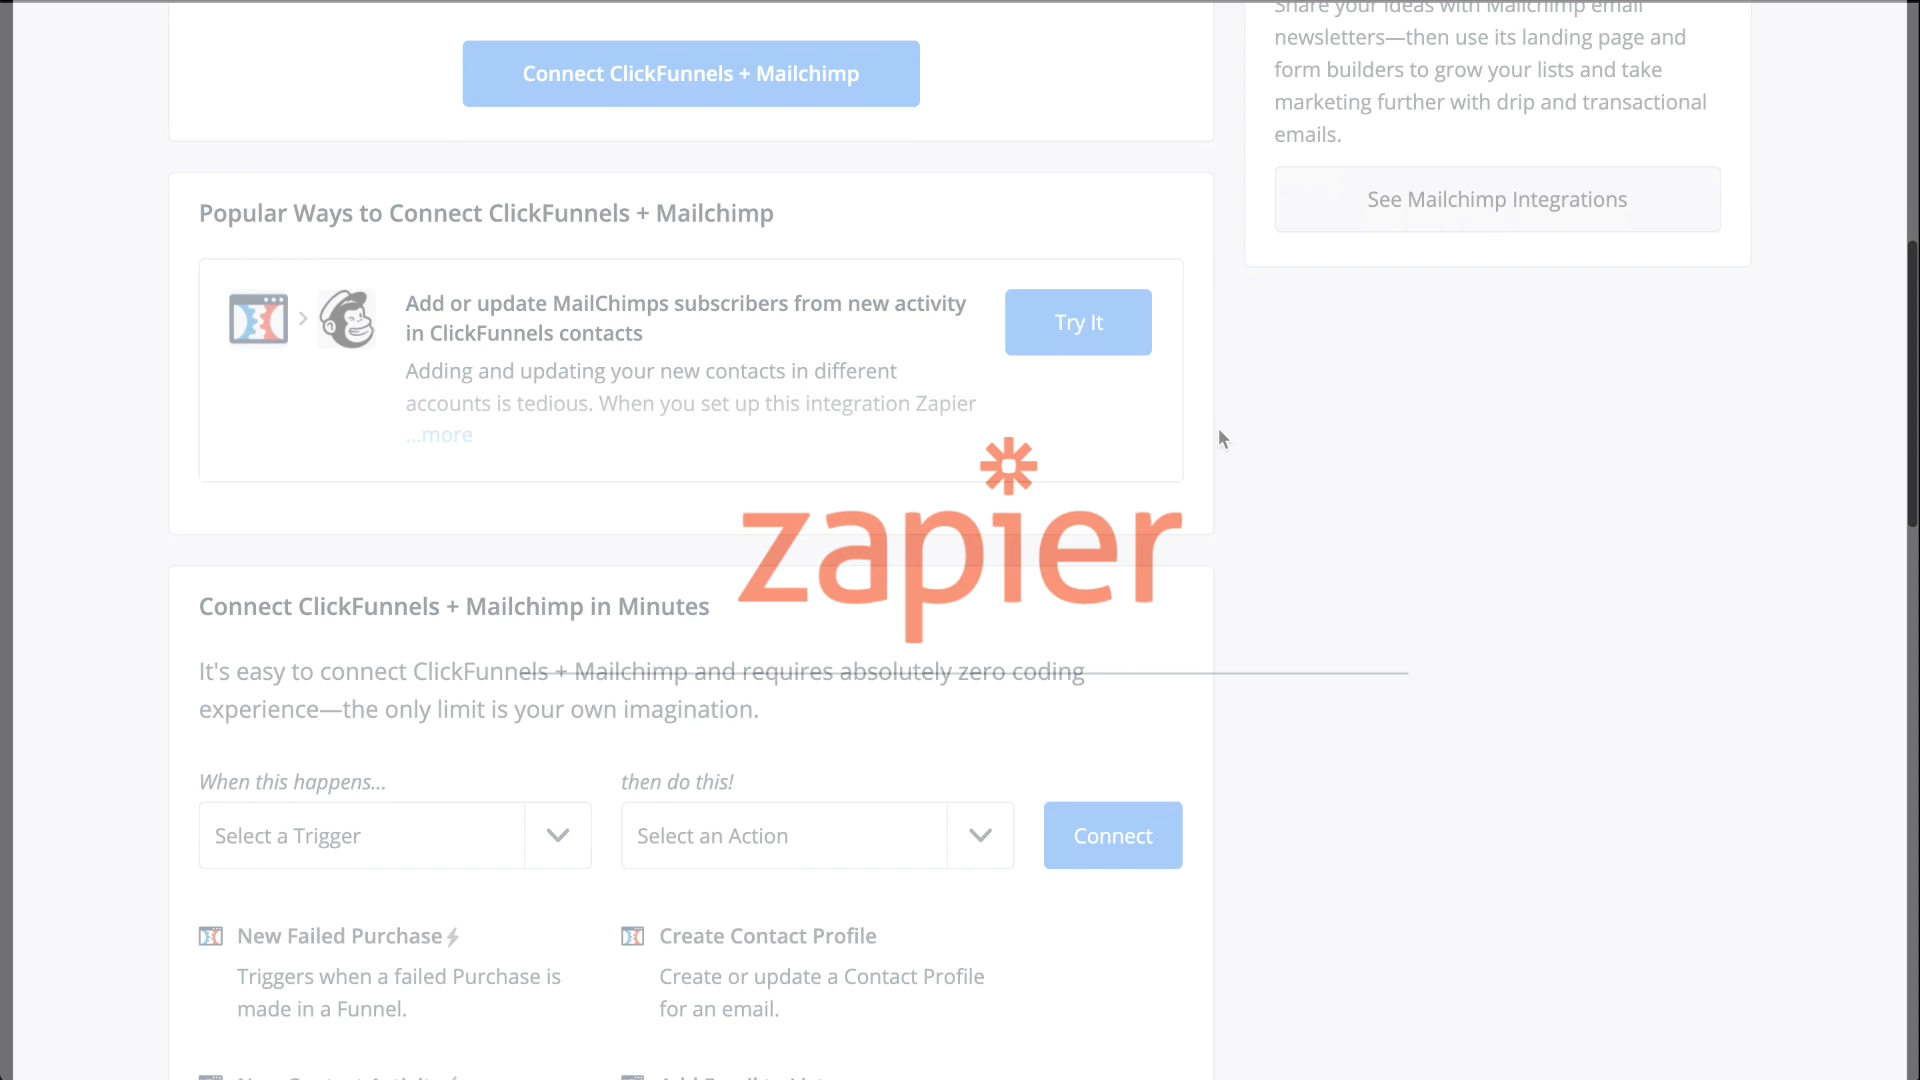 Connect ClickFunnels + Mailchimp
Popular Ways to Connect ClickFunnels + Mailchimp
Add or update MailChimps subscribers from new activity
in ClickFunnels contacts
Adding and updating your new contacts in different
accounts is tedious. When you set up this integration Zapier
...more
Try It
Share your ideas with Mailchimp email
newsletters—then use its landing page and
form builders to grow your lists and take
marketing further with drip and transactional
emails.
See Mailchimp Integrations
zapier
Connect ClickFunnels + Mailchimp in Minutes
It's easy to connect ClickFunnels + Mailchimp and requires absolutely zero coding
experience—the only limit is your own imagination.
When this happens...
Select a Trigger
then do this!
Select an Action
Connect
New Failed Purchase
Triggers when a failed Purchase is
made in a Funnel.
Create Contact Profile
Create or update a Contact Profile
for an email.